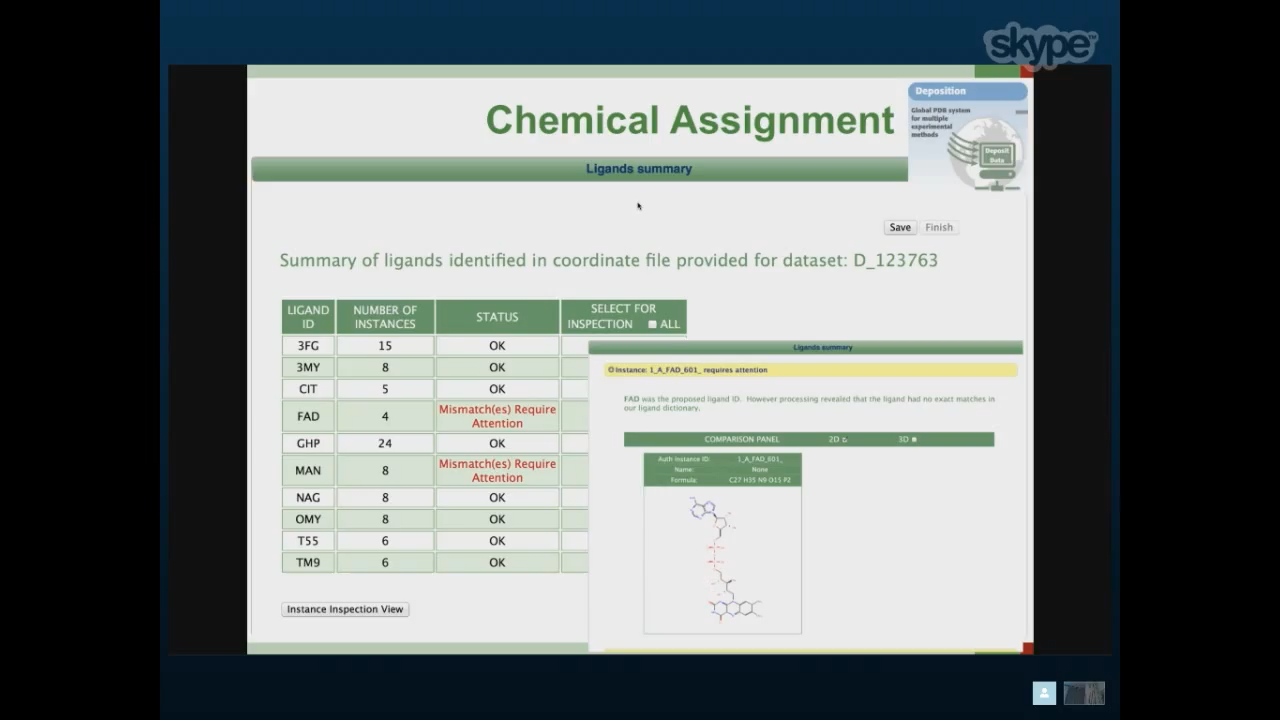 skype™
Deposition
Global PDB system
for multiple
experimental
methods
Deposit
Data
Chemical Assignment
Ligands summary
Save Finish
Summary of ligands identified in coordinate file provided for dataset: D_123763
LIGAND ID NUMBER OF INSTANCES STATUS SELECT FOR INSPECTION ALL
3FG 15 OK
3MY 8 OK
CIT 5 OK
FAD 4 Mismatch(es) Require Attention
GHP 24 OK
MAN 8 Mismatch(es) Require Attention
NAG 8 OK
OMY 8 OK
T55 6 OK
TM9 6 OK
Instance Inspection View
Ligands summary
Instance: 1_A_FAD_601_ requires attention
FAD was the proposed ligand ID. However processing revealed that the ligand had no exact matches in
our ligand dictionary.
COMPARISON PANEL 2D 3D
Auth Instance ID: 1_A_FAD_601_
Name: None
Formula: C27 H35 N9 O15 P2